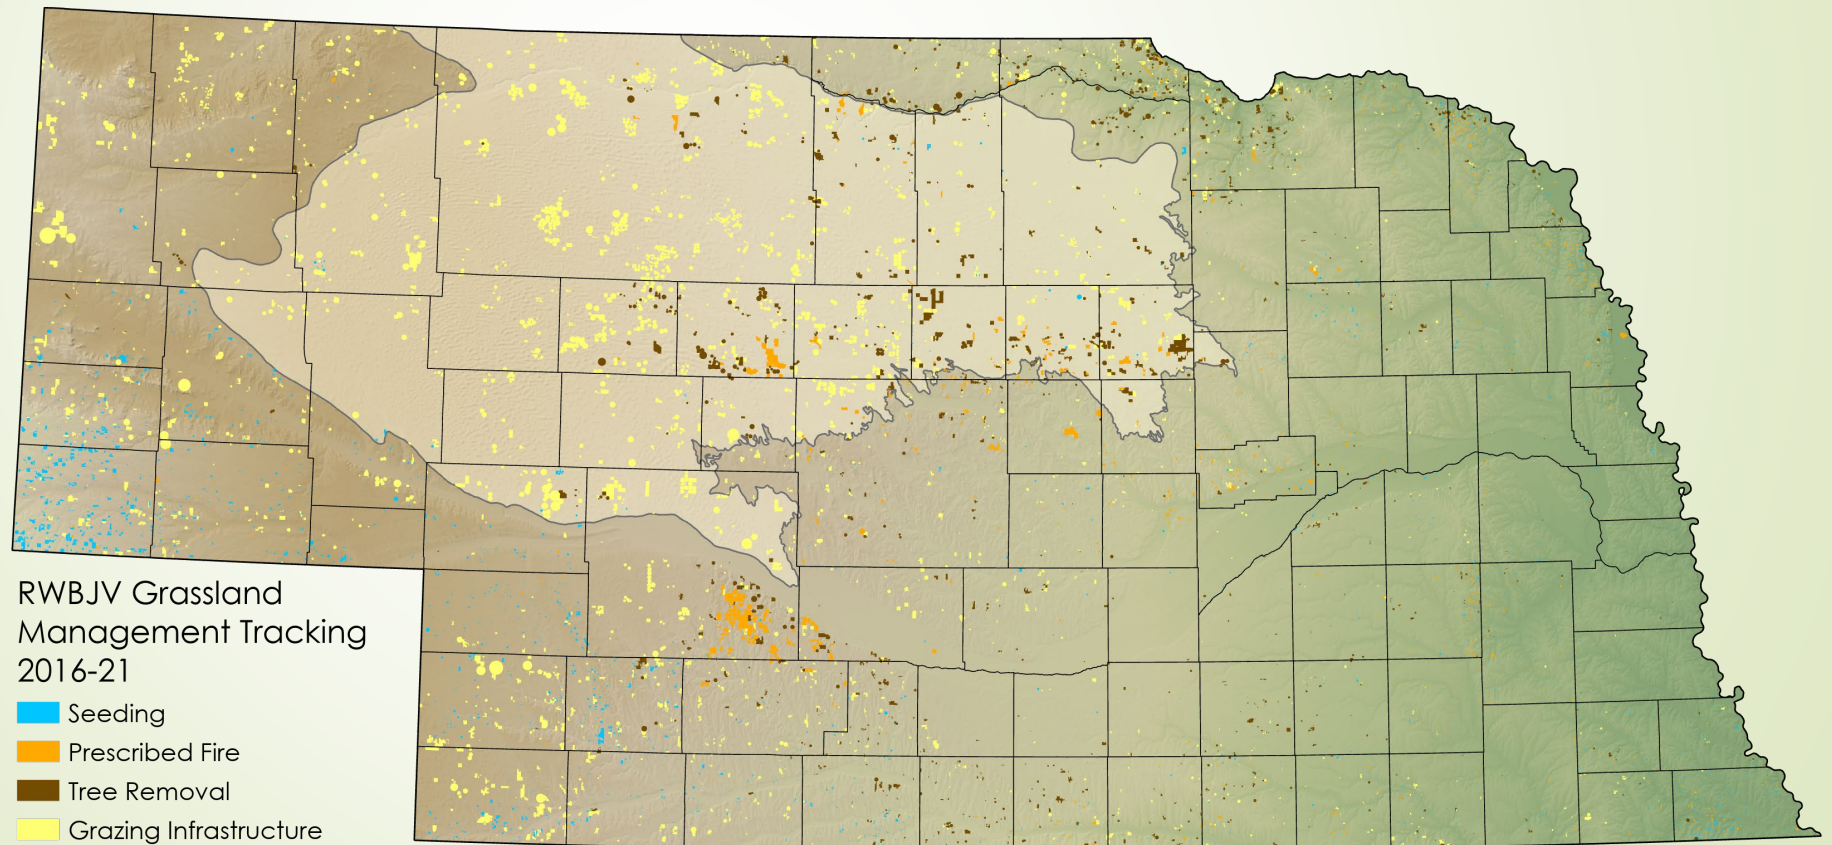 RWBJV Grassland
Management Tracking
2016-21
Seeding
Prescribed Fire
Tree Removal
Grazing Infrastructure